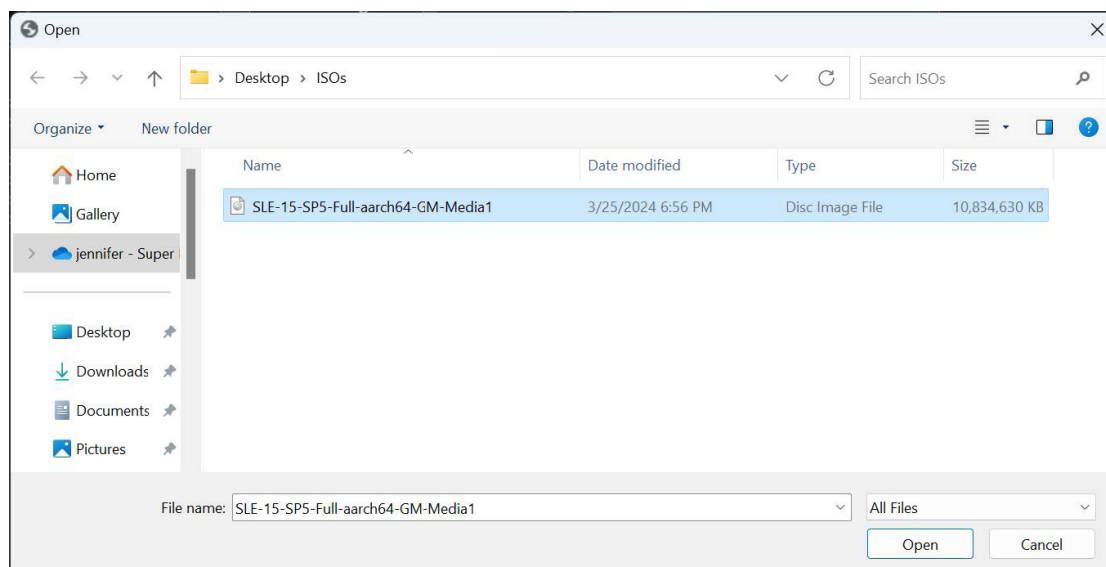 Open
Desktop > ISOs
Search ISOs
Organize
New folder
Name Date modified Type Size
SLE-15-SP5-Full-aarch64-GM-Media1 3/25/2024 6:56 PM Disc Image File 10,834,630 KB
Home
Gallery
jennifer - Super
Desktop
Downloads
Documents
Pictures
File name: SLE-15-SP5-Full-aarch64-GM-Media1 All Files
Open Cancel